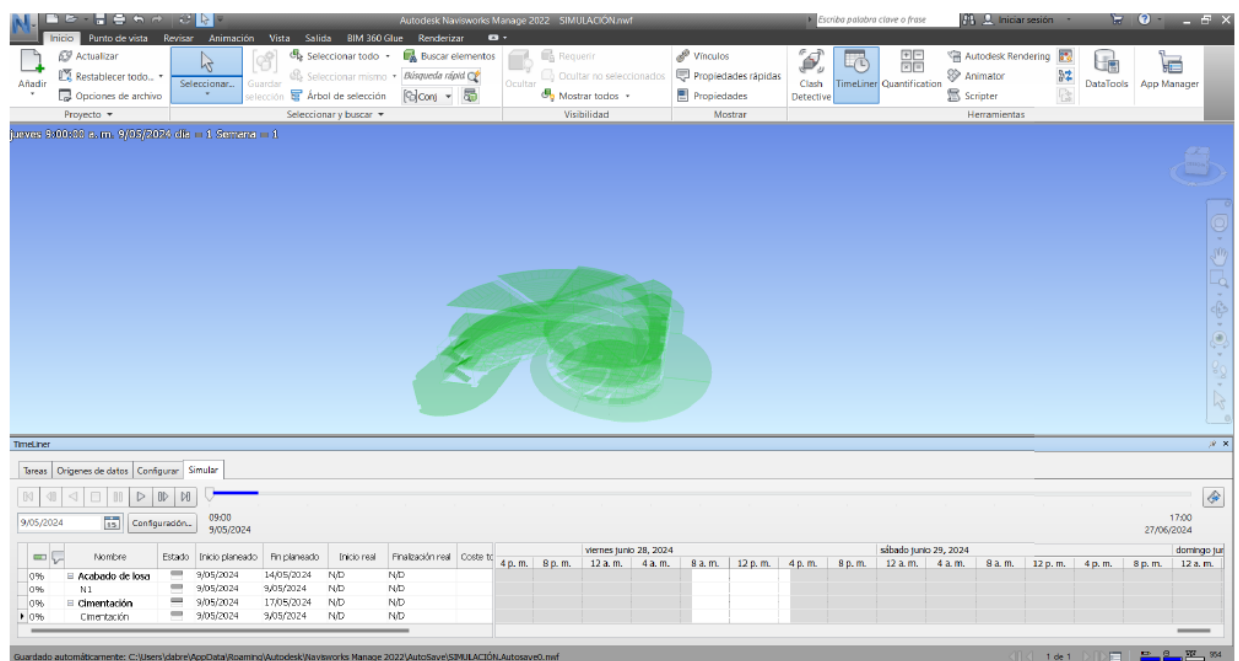 Autodesk Navisworks Manage 2022 SIMULACIÓN.nwf
Escriba palabra clave o frase
Iniciar sesión
Inicio Punto de vista Revisar Animación Vista Salida BIM 360 Glue Renderizar
Añadir
Actualizar
Restablecer todo...
Opciones de archivo
Proyecto
Seleccionar...
Guardar selección
Seleccionar todo
Seleccionar mismo
Árbol de selección
Buscar elementos
Búsqueda rápid
Conj
Seleccionar y buscar
Ocultar
Requerir
Ocultar no seleccionados
Mostrar todos
Visibilidad
Vínculos
Propiedades rápidas
Propiedades
Mostrar
Clash Detective
TimeLiner
Quantification
Autodesk Rendering
Animator
Scripter
DataTools
App Manager
Herramientas
jueves 9:00:00 a. m. 9/05/2024 día = 1 Semana = 1
TimeLiner
Tareas Orígenes de datos Configurar Simular
9/05/2024 15 Configuración...
09:00
9/05/2024
17:00
27/06/2024
Nombre Estado Inicio planeado Fin planeado Inicio real Finalización real Coste tc
viernes junio 28, 2024 sábado junio 29, 2024 domingo jur
4 p. m. 8 p. m. 12 a. m. 4 a. m. 8 a. m. 12 p. m. 4 p. m. 8 p. m. 12 a. m. 4 a. m. 8 a. m. 12 p. m. 4 p. m. 8 p. m. 12 a. m.
0% Acabado de losa 9/05/2024 14/05/2024 N/D N/D
0% N1 9/05/2024 9/05/2024 N/D N/D
0% Cimentación 9/05/2024 17/05/2024 N/D N/D
0% Cimentación 9/05/2024 9/05/2024 N/D N/D
Guardado automáticamente: C:\Users\dabre\AppData\Roaming\Autodesk\Navisworks Manage 2022\AutoSave\SIMULACIÓN.Autosave0.nwf
1 de 1
954